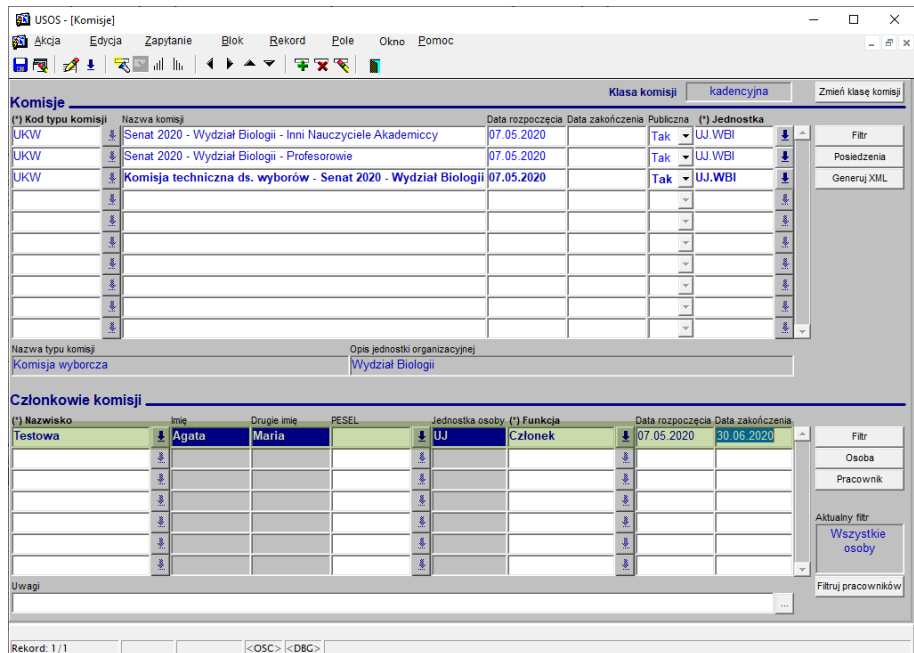 USOS - [Komisje]
Akcja Edycja Zapytanie Blok Rekord Pole Okno Pomoc
Klasa komisji kadencyjna Zmień klasę komisji
Komisje
(*) Kod typu komisji Nazwa komisji Data rozpoczęcia Data zakończenia Publiczna (*) Jednostka
UKW Senat 2020 - Wydział Biologii - Inni Nauczyciele Akademiccy 07.05.2020 Tak UJ.WBI Filtr
UKW Senat 2020 - Wydział Biologii - Profesorowie 07.05.2020 Tak UJ.WBI Posiedzenia
UKW Komisja techniczna ds. wyborów - Senat 2020 - Wydział Biologii 07.05.2020 Tak UJ.WBI Generuj XML
Nazwa typu komisji Opis jednostki organizacyjnej
Komisja wyborcza Wydział Biologii
Członkowie komisji
(*) Nazwisko Imię Drugie imię PESEL Jednostka osoby (*) Funkcja Data rozpoczęcia Data zakończenia
Testowa Agata Maria UJ Członek 07.05.2020 30.06.2020 Filtr
Osoba
Pracownik
Aktualny filtr
Wszystkie
osoby
Uwagi Filtruj pracowników
...
Rekord: 1/1 <OSC> <DBG>